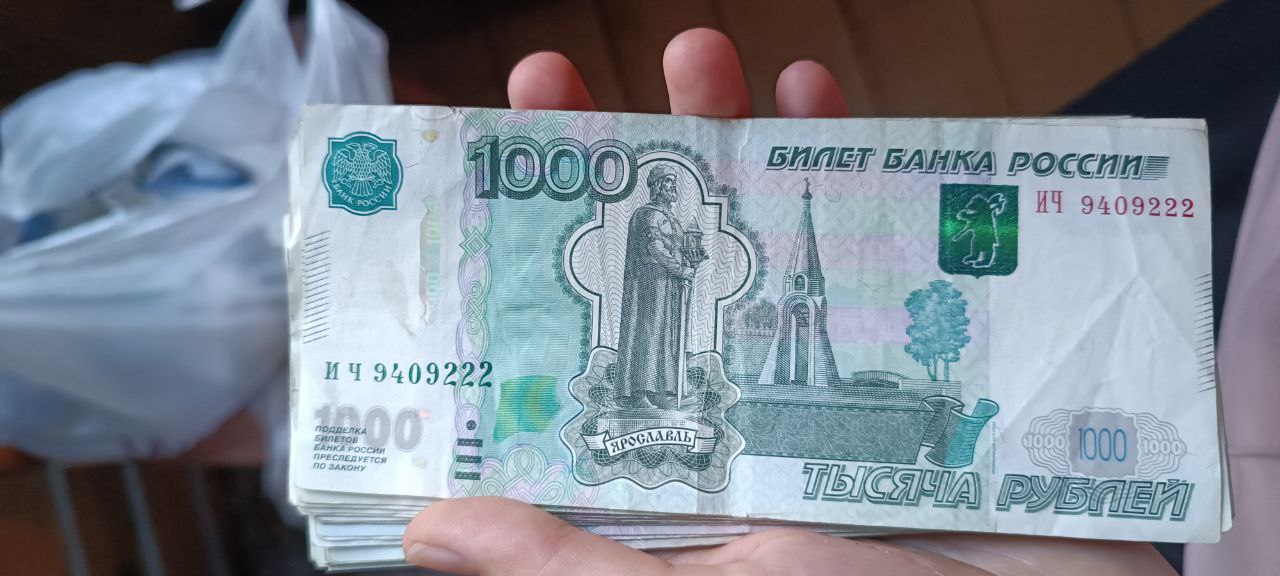 1000
БИЛЕТ БАНКА РОССИИ
БАНК РОССИИ
ИЧ 9409222
ИЧ 9409222
1000
ПОДДЕЛКА
БИЛЕТОВ
БАНКА РОССИИ
ПРЕСЛЕДУЕТСЯ
ПО ЗАКОНУ
ЯРОСЛАВЛЬ
1000 1000 1000
ТЫСЯЧА РУБЛЕЙ